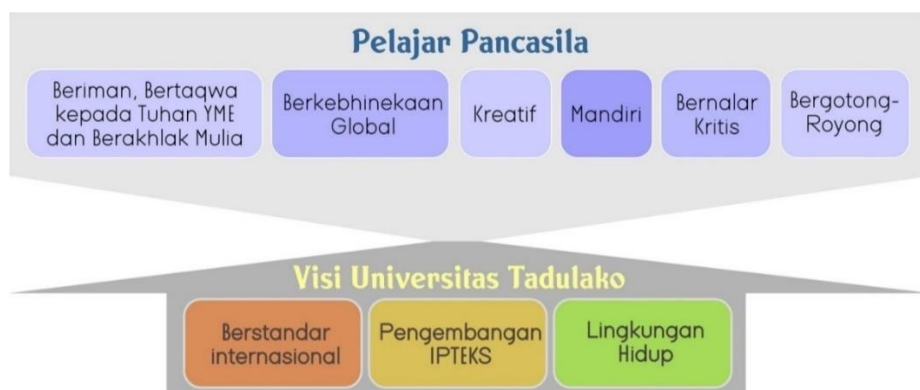 Pelajar Pancasila
Beriman, Bertaqwa
kepada Tuhan YME
dan Berakhlak Mulia
Berkebhinekaan
Global
Kreatif
Mandiri
Bernalar
Kritis
Bergotong-
Royong
Visi Universitas Tadulako
Berstandar
internasional
Pengembangan
IPTEKS
Lingkungan
Hidup